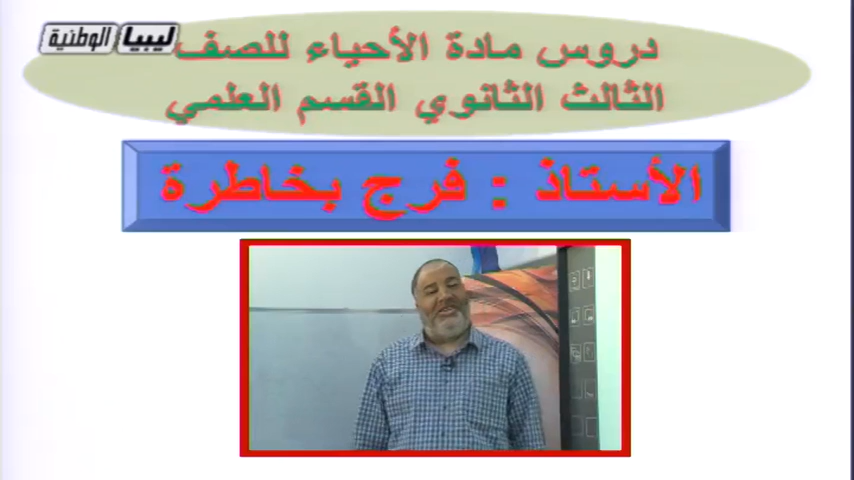 ليبيا الوطنية
دروس مادة الأحياء للصف
الثالث الثانوي القسم العلمي
الأستاذ : فرج بخاطرة